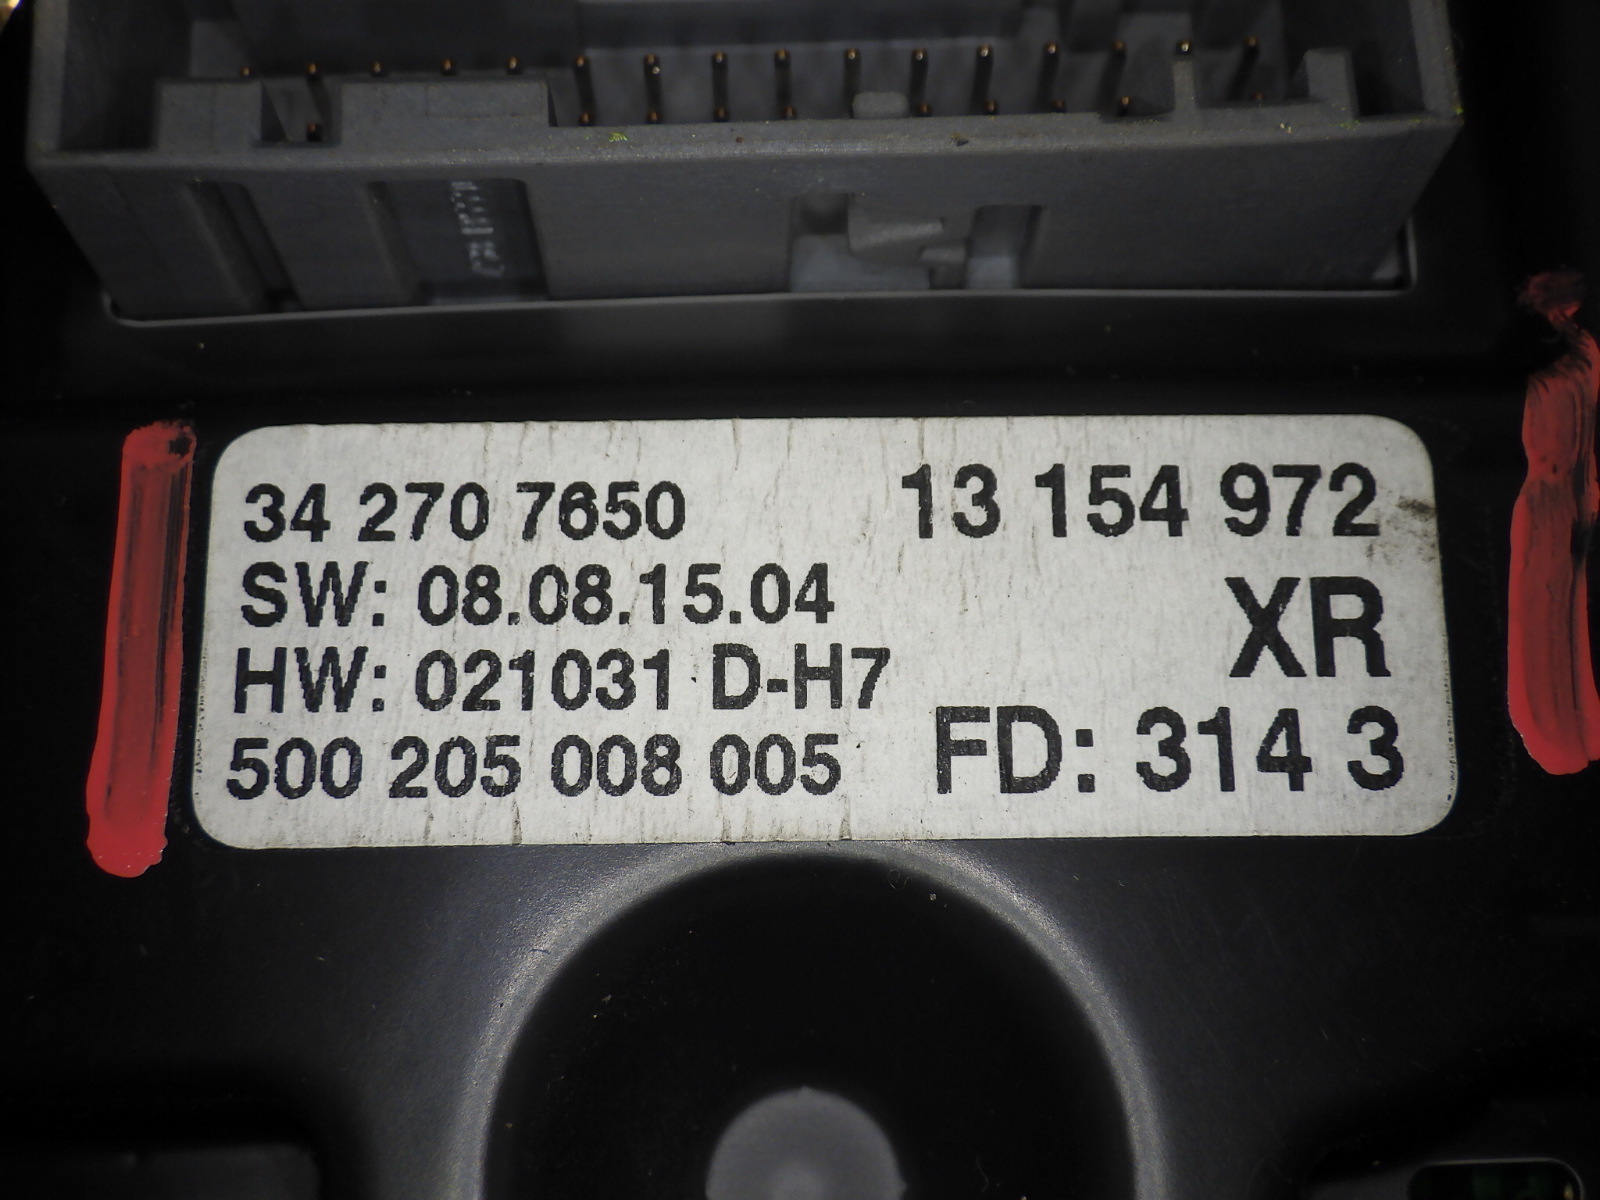 34 270 7650 13 154 972
SW: 08.08.15.04 XR
HW: 021031 D-H7
500 205 008 005 FD: 314 3